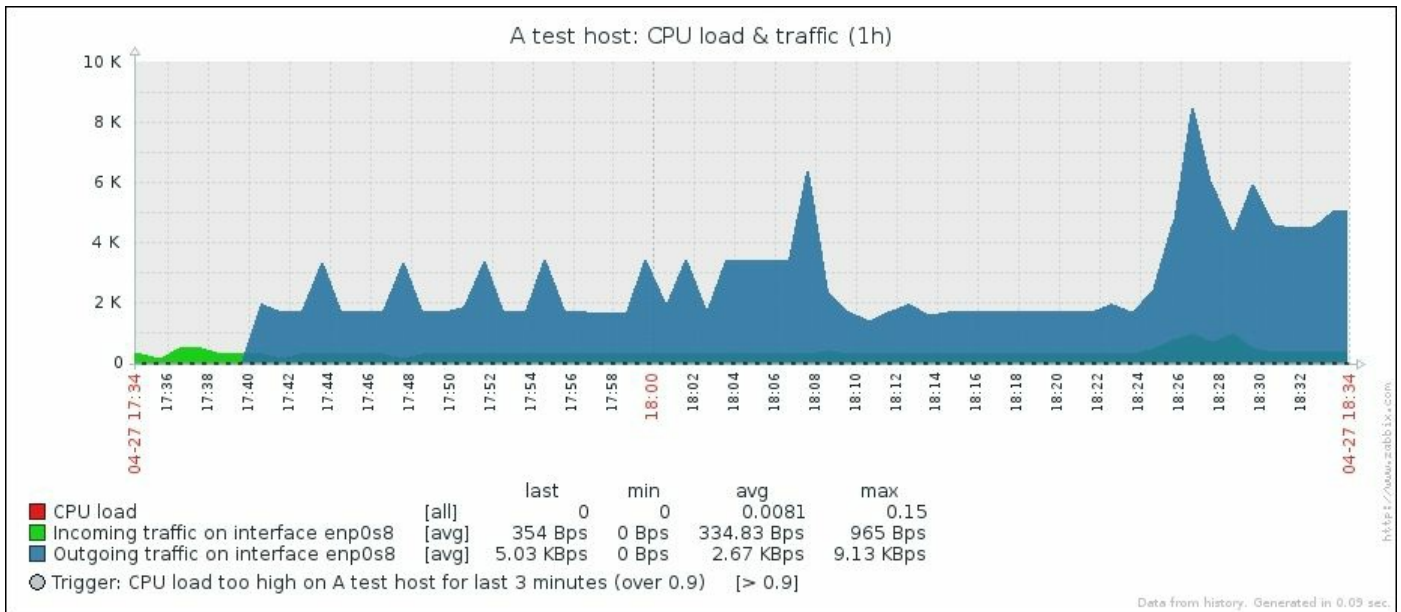 A test host: CPU load & traffic (1h)
10 K
8 K
6 K
4 K
2 K
0
04-27 17:34 17:36 17:38 17:40 17:42 17:44 17:46 17:48 17:50 17:52 17:54 17:56 17:58 18:00 18:02 18:04 18:06 18:08 18:10 18:12 18:14 18:16 18:18 18:20 18:22 18:24 18:26 18:28 18:30 18:32 04-27 18:34
last min avg max
CPU load [all] 0 0 0.0081 0.15
Incoming traffic on interface enp0s8 [avg] 354 Bps 0 Bps 334.83 Bps 965 Bps
Outgoing traffic on interface enp0s8 [avg] 5.03 KBps 0 Bps 2.67 KBps 9.13 KBps
Trigger: CPU load too high on A test host for last 3 minutes (over 0.9) [> 0.9]
http://www.zabbix.com
Data from history. Generated in 0.09 sec.